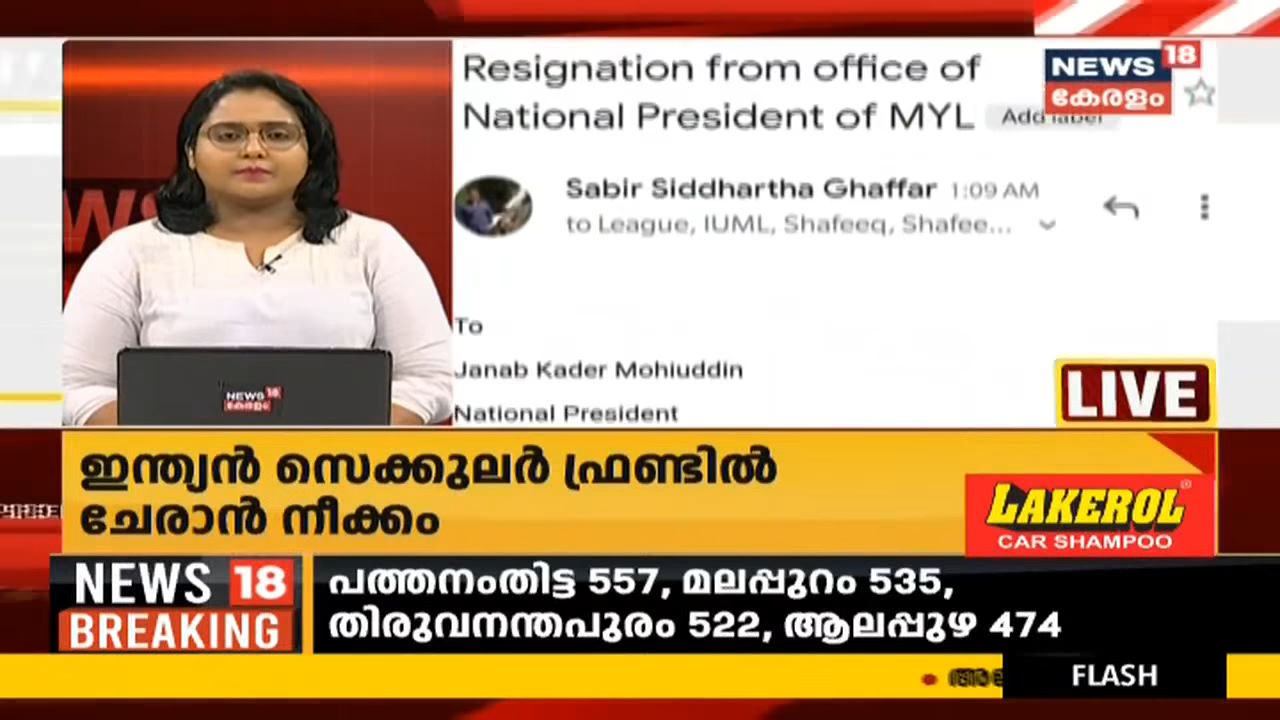 Resignation from office of
National President of MYL
NEWS 18
കേരളം
Add label
Sabir Siddhartha Ghaffar 1:09 AM
to League, IUML, Shafeeq, Shafee...
To
Janab Kader Mohiuddin
National President
NEWS 18
കേരളം
LIVE
ഇന്ത്യൻ സെക്കുലർ ഫ്രണ്ടിൽ
ചേരാൻ നീക്കം
LAKEROL
CAR SHAMPOO
NEWS 18
BREAKING
പത്തനംതിട്ട 557, മലപ്പുറം 535,
തിരുവനന്തപുരം 522, ആലപ്പുഴ 474
FLASH